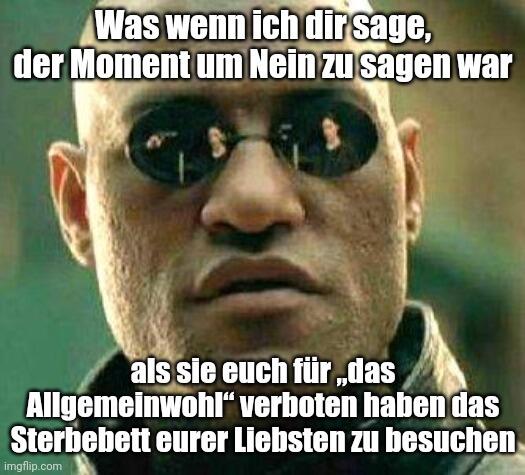 Was wenn ich dir sage,
der Moment um Nein zu sagen war
als sie euch für „das
Allgemeinwohl“ verboten haben das
Sterbebett eurer Liebsten zu besuchen
imgflip.com